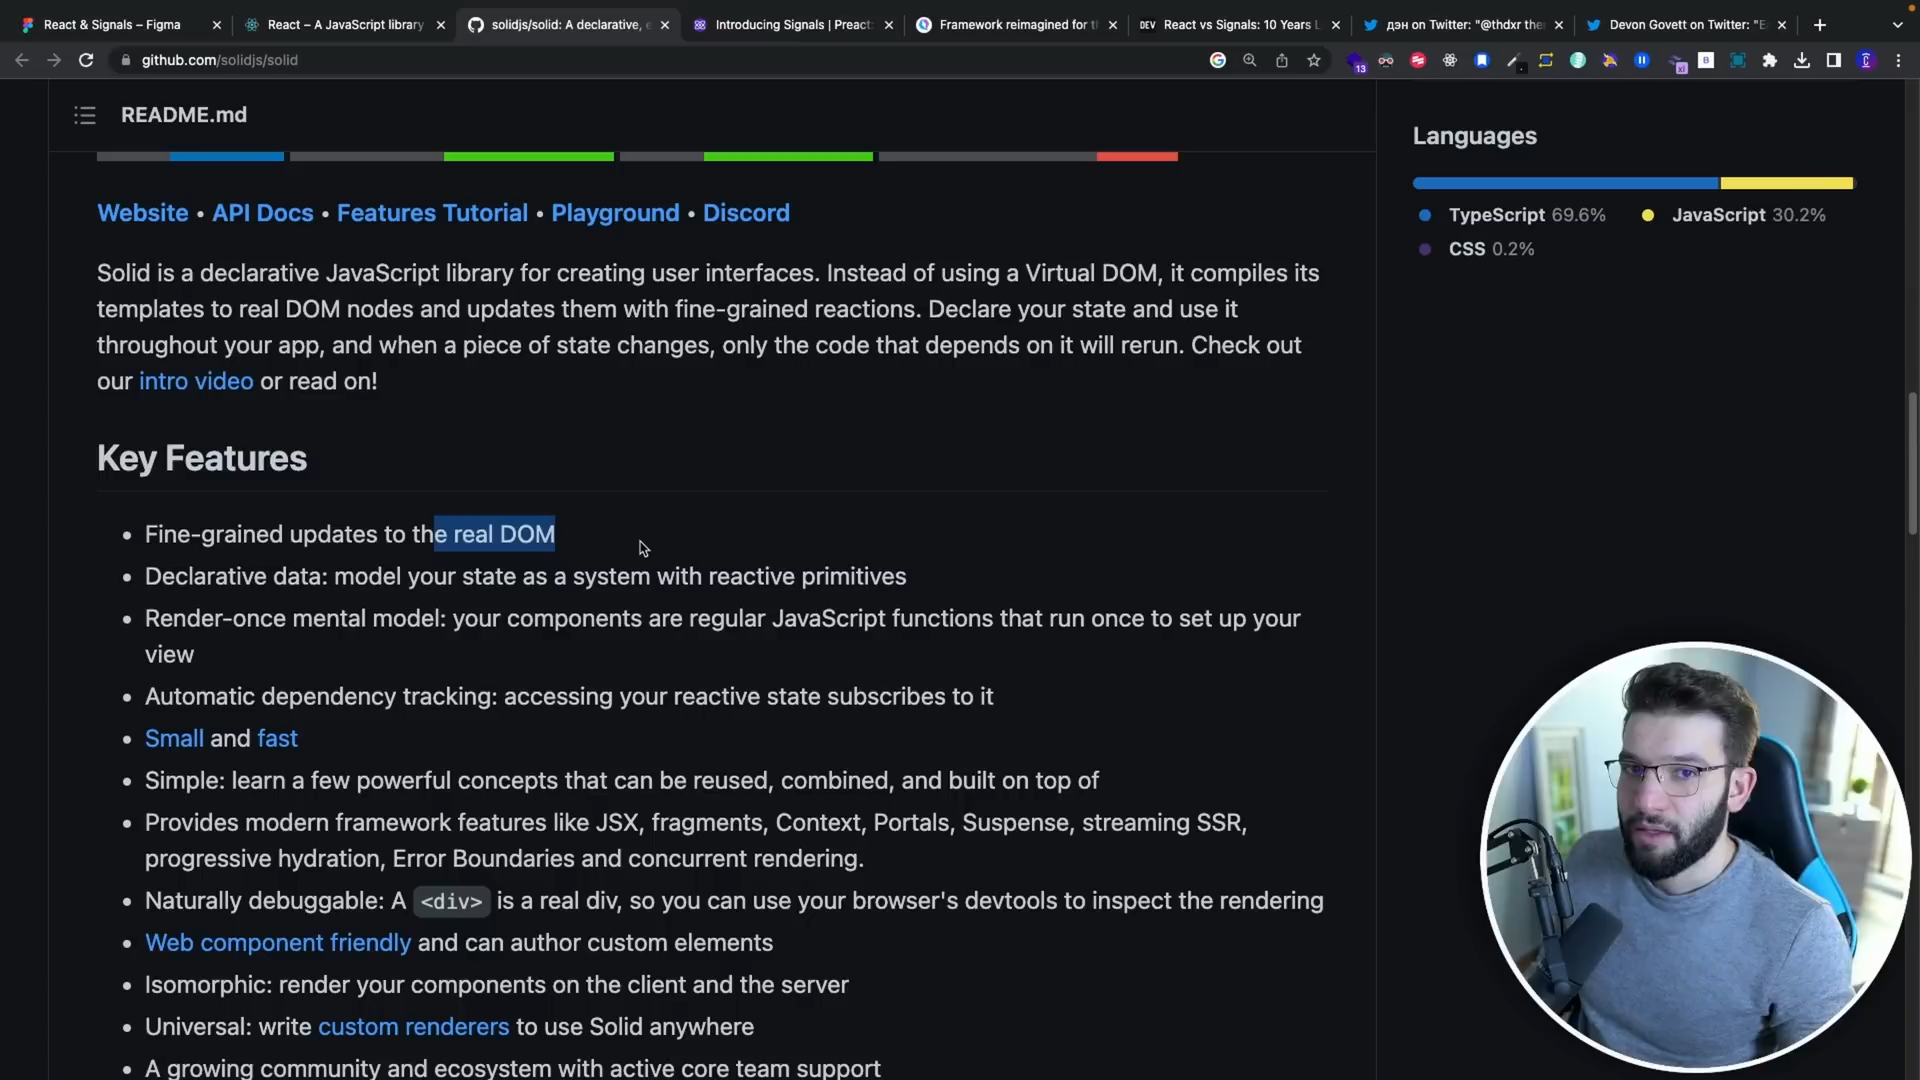 React & Signals – Figma
React – A JavaScript library
solidjs/solid: A declarative, e
Introducing Signals | Preact:
Framework reimagined for t
DEV React vs Signals: 10 Years L
дэн on Twitter: "@thdxr the
Devon Govett on Twitter: "E
github.com/solidjs/solid
13
xl
B
README.md
Languages
TypeScript 69.6% JavaScript 30.2%
CSS 0.2%
Website • API Docs • Features Tutorial • Playground • Discord
Solid is a declarative JavaScript library for creating user interfaces. Instead of using a Virtual DOM, it compiles its
templates to real DOM nodes and updates them with fine-grained reactions. Declare your state and use it
throughout your app, and when a piece of state changes, only the code that depends on it will rerun. Check out
our intro video or read on!
Key Features
• Fine-grained updates to the real DOM
• Declarative data: model your state as a system with reactive primitives
• Render-once mental model: your components are regular JavaScript functions that run once to set up your
view
• Automatic dependency tracking: accessing your reactive state subscribes to it
• Small and fast
• Simple: learn a few powerful concepts that can be reused, combined, and built on top of
• Provides modern framework features like JSX, fragments, Context, Portals, Suspense, streaming SSR,
progressive hydration, Error Boundaries and concurrent rendering.
• Naturally debuggable: A <div> is a real div, so you can use your browser's devtools to inspect the rendering
• Web component friendly and can author custom elements
• Isomorphic: render your components on the client and the server
• Universal: write custom renderers to use Solid anywhere
• A growing community and ecosystem with active core team support